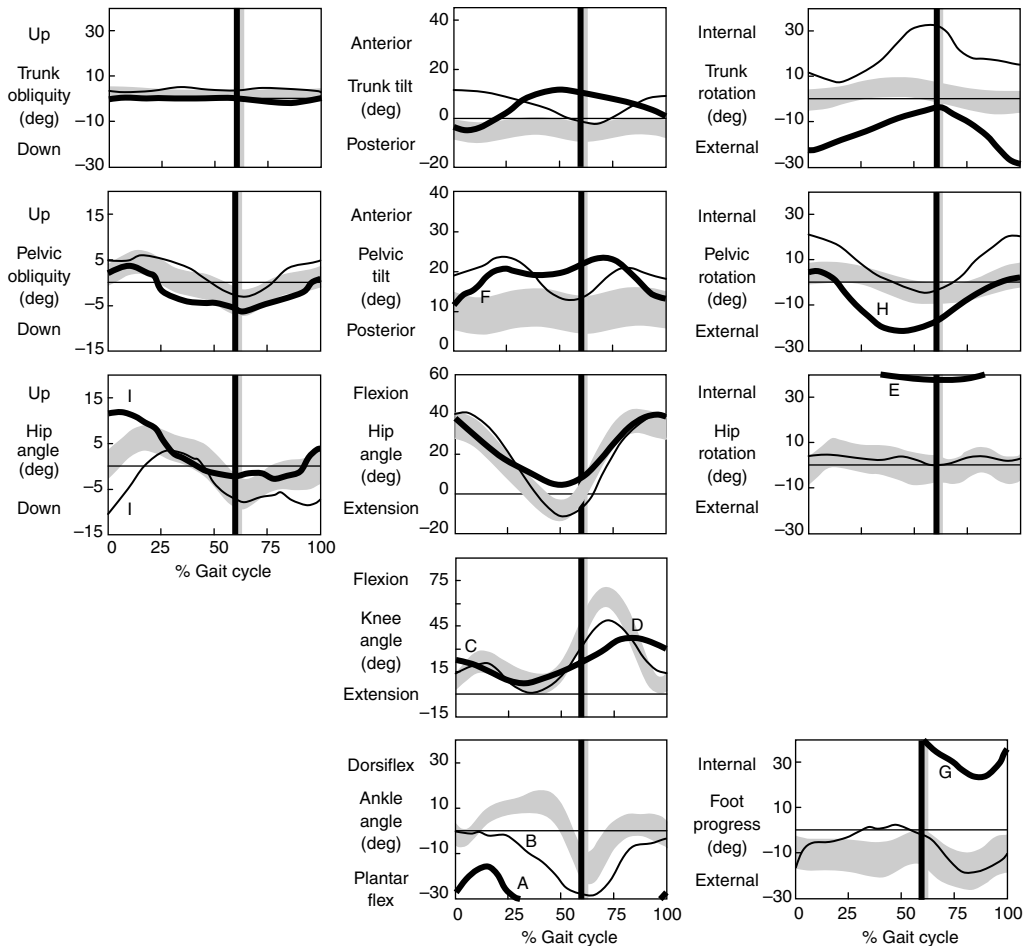 Up
Trunk
obliquity
(deg)
Down
30
10
−10
−30
Anterior
Trunk tilt
(deg)
Posterior
40
20
0
−20
Internal
Trunk
rotation
(deg)
External
30
10
−10
−30
Up
Pelvic
obliquity
(deg)
Down
15
5
−5
−15
Anterior
Pelvic
tilt
(deg)
Posterior
40
30
20
10
0
F
Internal
Pelvic
rotation
(deg)
External
30
10
−10
−30
H
Up
Hip
angle
(deg)
Down
15
5
−5
−15
I
I
0 25 50 75 100
% Gait cycle
Flexion
Hip
angle
(deg)
Extension
60
40
20
0
−20
Internal
Hip
rotation
(deg)
External
30
10
−10
−30
E
Flexion
Knee
angle
(deg)
Extension
75
45
15
−15
C
D
Dorsiflex
Ankle
angle
(deg)
Plantar
flex
30
10
−10
−30
B
A
0 25 50 75 100
% Gait cycle
Internal
Foot
progress
(deg)
External
30
10
−10
−30
G
0 25 50 75 100
% Gait cycle